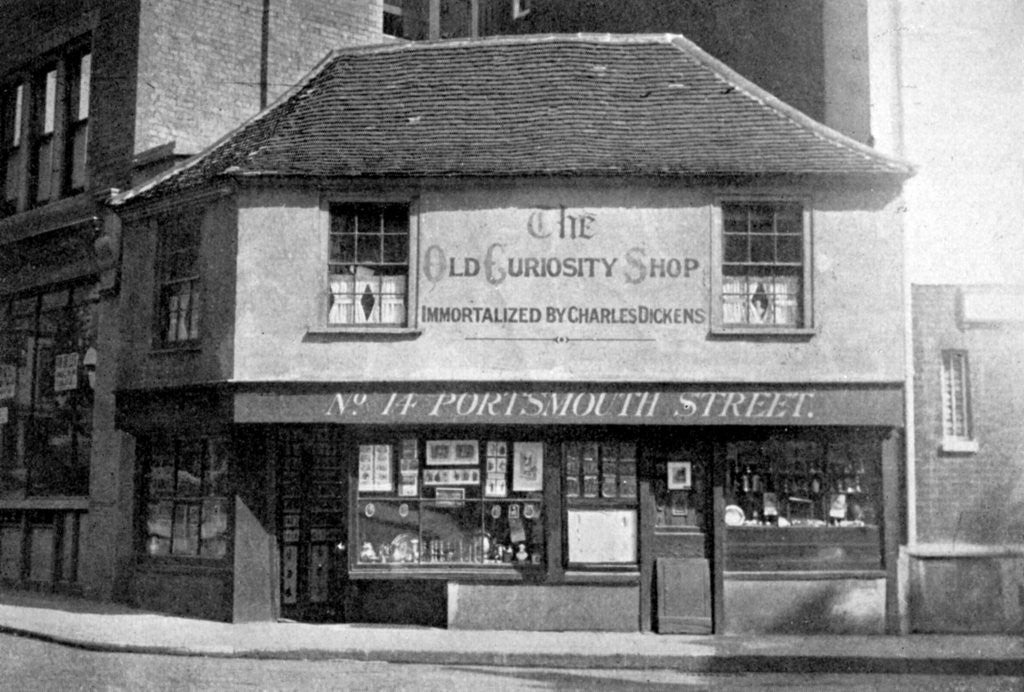 The
Old Curiosity Shop
IMMORTALIZED BY CHARLES DICKENS
No. 14 PORTSMOUTH STREET.